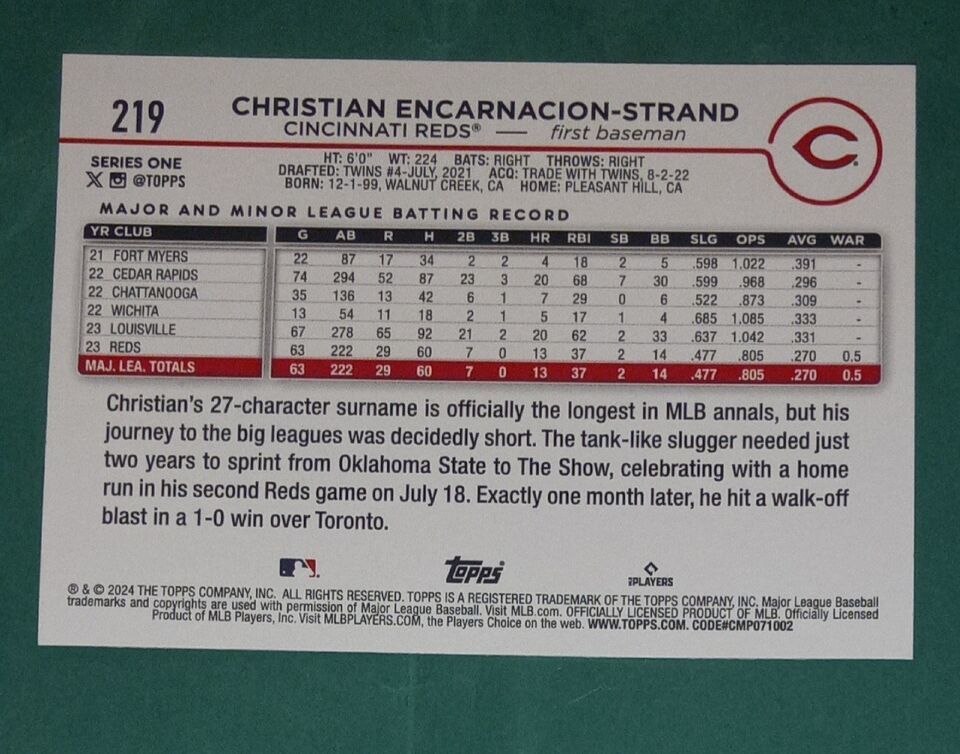 219
CHRISTIAN ENCARNACION-STRAND
CINCINNATI REDS® — first baseman
C
SERIES ONE
X @TOPPS
HT: 6'0" WT: 224 BATS: RIGHT THROWS: RIGHT
DRAFTED: TWINS #4-JULY, 2021 ACQ: TRADE WITH TWINS, 8-2-22
BORN: 12-1-99, WALNUT CREEK, CA HOME: PLEASANT HILL, CA
MAJOR AND MINOR LEAGUE BATTING RECORD
YR CLUB G AB R H 2B 3B HR RBI SB BB SLG OPS AVG WAR
21 FORT MYERS 22 87 17 34 2 2 4 18 2 5 .598 1.022 .391 -
22 CEDAR RAPIDS 74 294 52 87 23 3 20 68 7 30 .599 .968 .296 -
22 CHATTANOOGA 35 136 13 42 6 1 7 29 0 6 .522 .873 .309 -
22 WICHITA 13 54 11 18 2 1 5 17 1 4 .685 1.085 .333 -
23 LOUISVILLE 67 278 65 92 21 2 20 62 2 33 .637 1.042 .331 -
23 REDS 63 222 29 60 7 0 13 37 2 14 .477 .805 .270 0.5
MAJ. LEA. TOTALS 63 222 29 60 7 0 13 37 2 14 .477 .805 .270 0.5
Christian's 27-character surname is officially the longest in MLB annals, but his
journey to the big leagues was decidedly short. The tank-like slugger needed just
two years to sprint from Oklahoma State to The Show, celebrating with a home
run in his second Reds game on July 18. Exactly one month later, he hit a walk-off
blast in a 1-0 win over Toronto.
Topps
PLAYERS
® & © 2024 THE TOPPS COMPANY, INC. ALL RIGHTS RESERVED. TOPPS IS A REGISTERED TRADEMARK OF THE TOPPS COMPANY, INC. Major League Baseball
trademarks and copyrights are used with permission of Major League Baseball. Visit MLB.com. OFFICIALLY LICENSED PRODUCT OF MLB. Officially Licensed
Product of MLB Players, Inc. Visit MLBPLAYERS.COM, the Players Choice on the web. WWW.TOPPS.COM. CODE#CMP071002